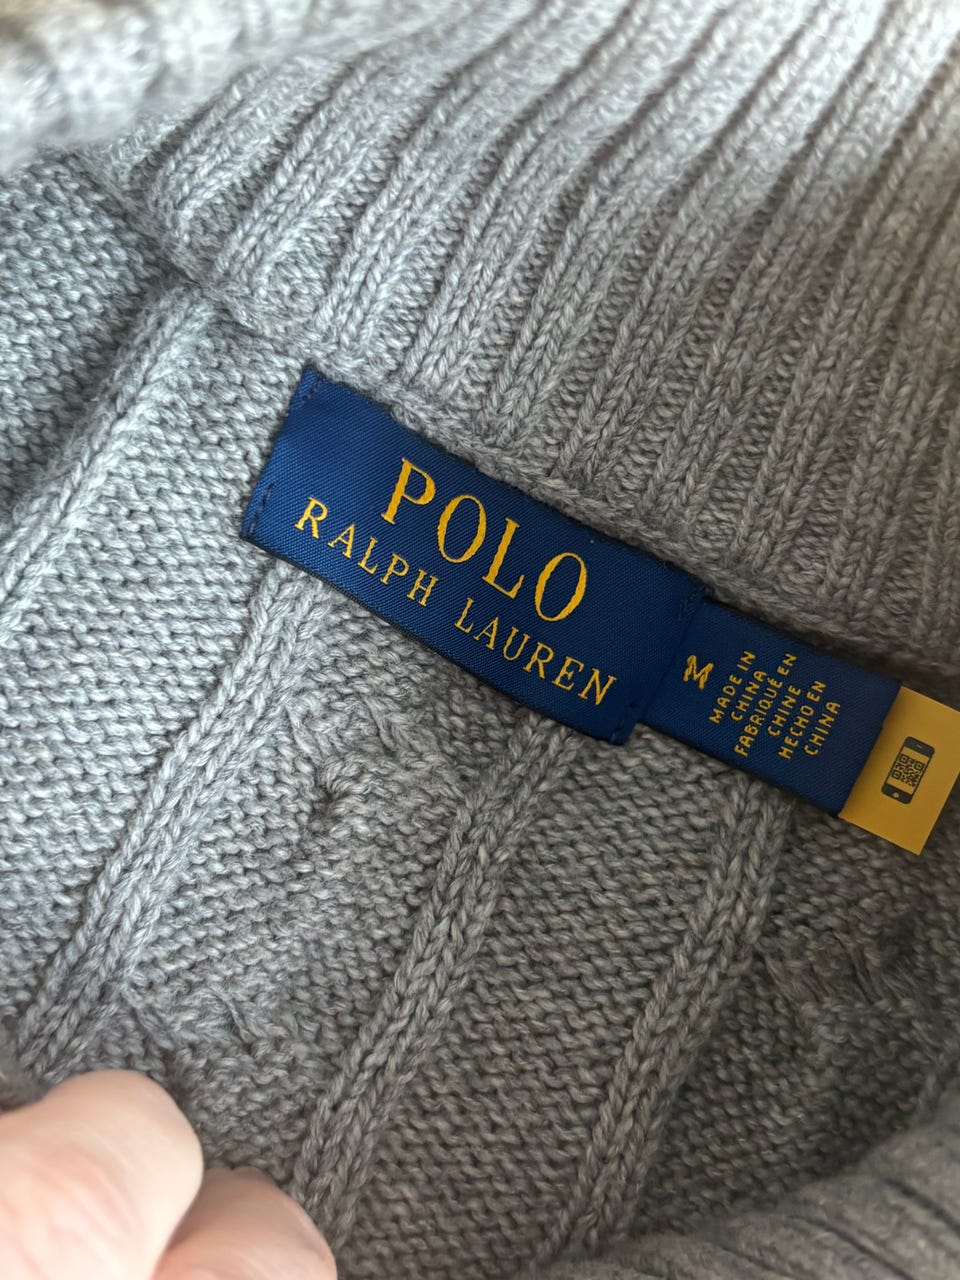 POLO
RALPH LAUREN
M
MADE IN
CHINA
FABRIQUÉ EN
CHINE
HECHO EN
CHINA